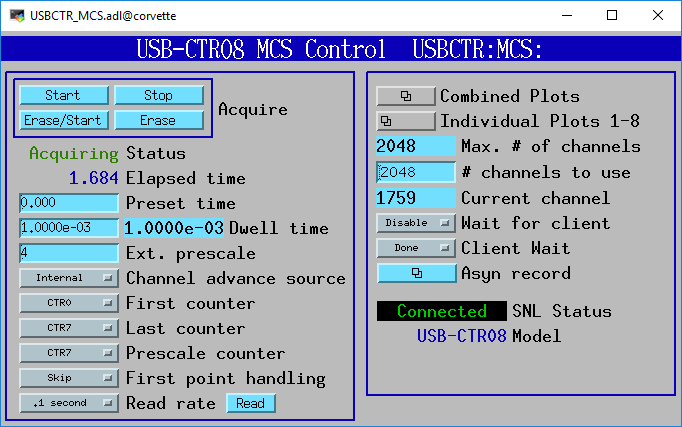 USBCTR_MCS.adl@corvette
USB-CTR08 MCS Control USBCTR:MCS:
Start Stop
Erase/Start Erase
Acquire
Acquiring Status
1.684 Elapsed time
0.000 Preset time
1.0000e-03 1.0000e-03 Dwell time
4 Ext. prescale
Internal Channel advance source
CTR0 First counter
CTR7 Last counter
CTR7 Prescale counter
Skip First point handling
.1 second Read rate Read
Combined Plots
Individual Plots 1-8
2048 Max. # of channels
2048 # channels to use
1759 Current channel
Disable Wait for client
Done Client Wait
Asyn record
Connected SNL Status
USB-CTR08 Model